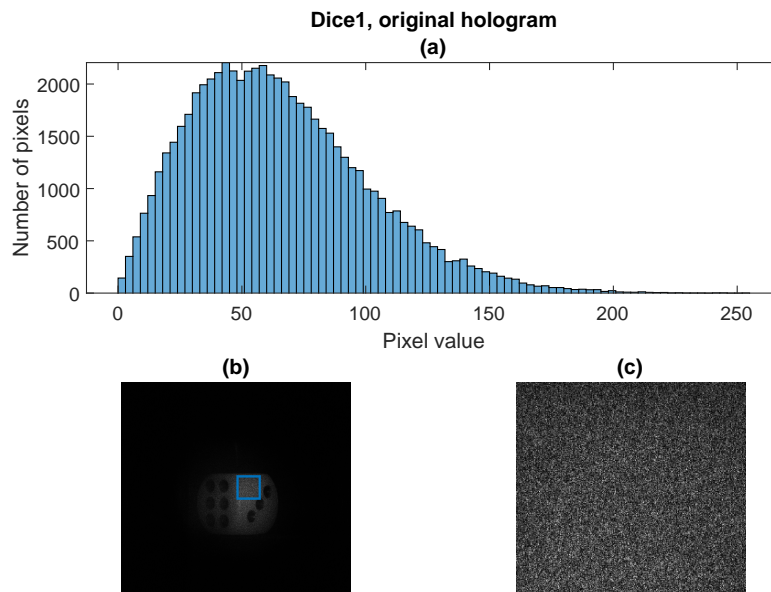 Dice1, original hologram
(a)
Number of pixels
2000
1500
1000
500
0
0 50 100 150 200 250
Pixel value
(b) (c)